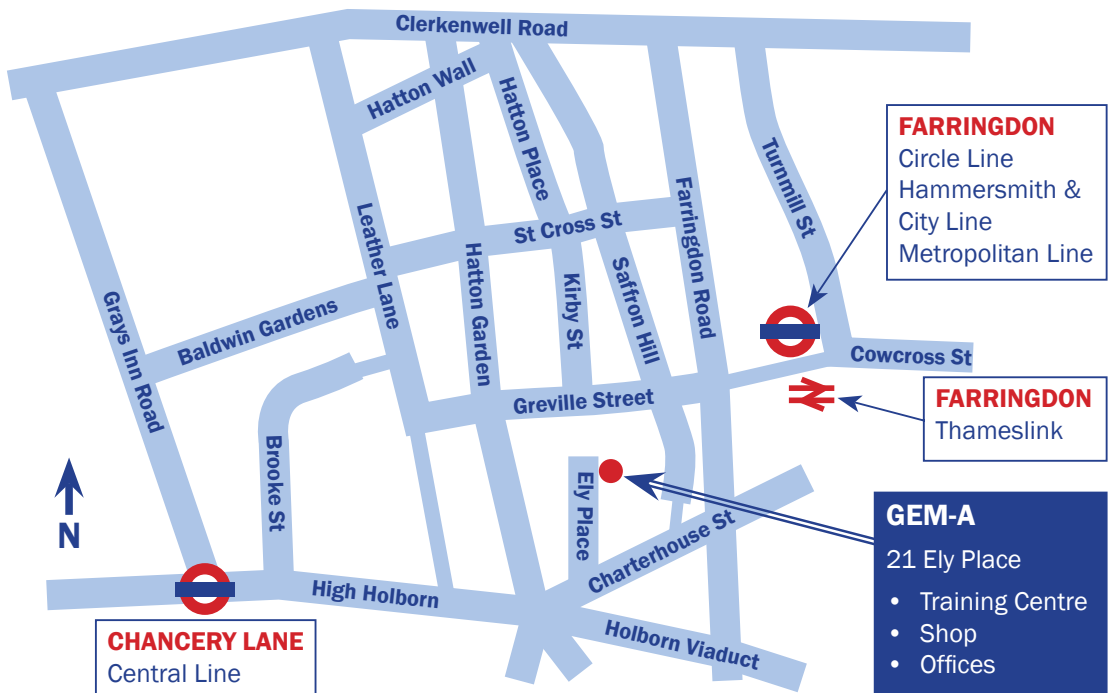 Clerkenwell Road
Hatton Wall
Hatton Place
FARRINGDON
Circle Line
Hammersmith &
City Line
Metropolitan Line
Turnmill St
Farringdon Road
St Cross St
Leather Lane
Hatton Garden
Kirby St
Saffron Hill
Grays Inn Road
Baldwin Gardens
Cowcross St
Greville Street
FARRINGDON
Thameslink
Brooke St
Ely Place
Charterhouse St
N
GEM-A
21 Ely Place
• Training Centre
• Shop
• Offices
High Holborn
Holborn Viaduct
CHANCERY LANE
Central Line